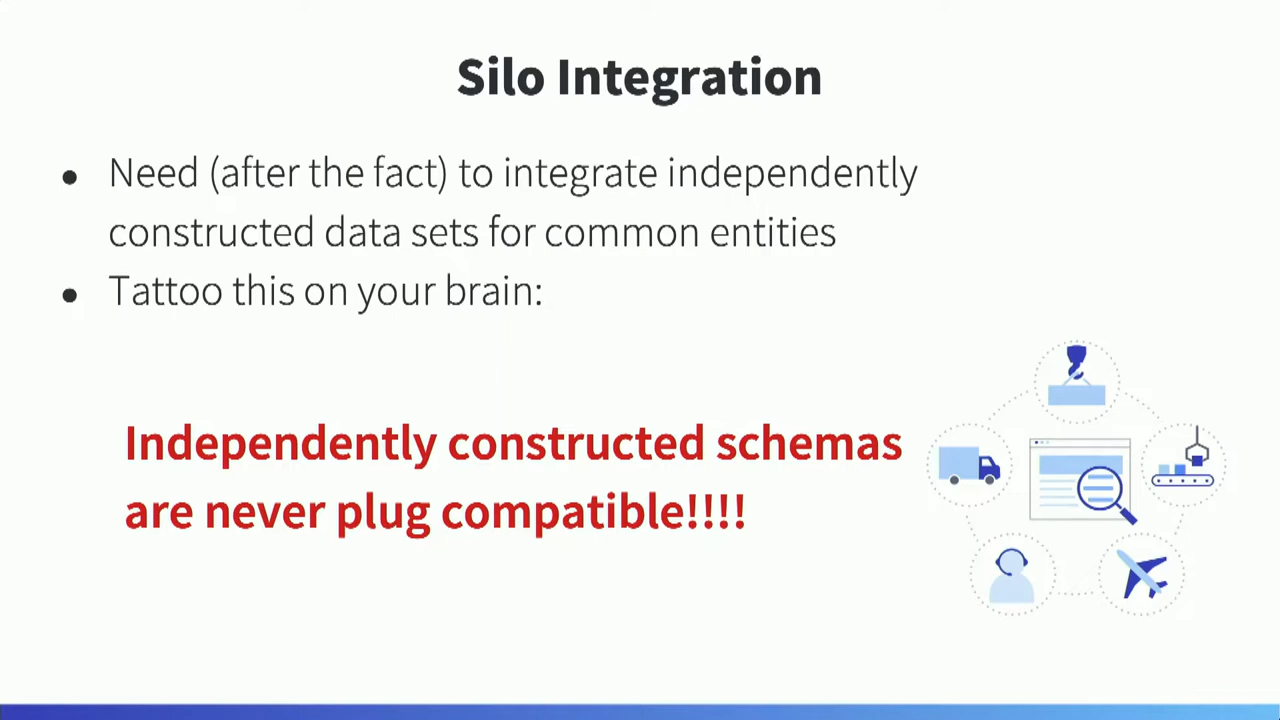 Silo Integration
• Need (after the fact) to integrate independently
constructed data sets for common entities
• Tattoo this on your brain:
Independently constructed schemas
are never plug compatible!!!!